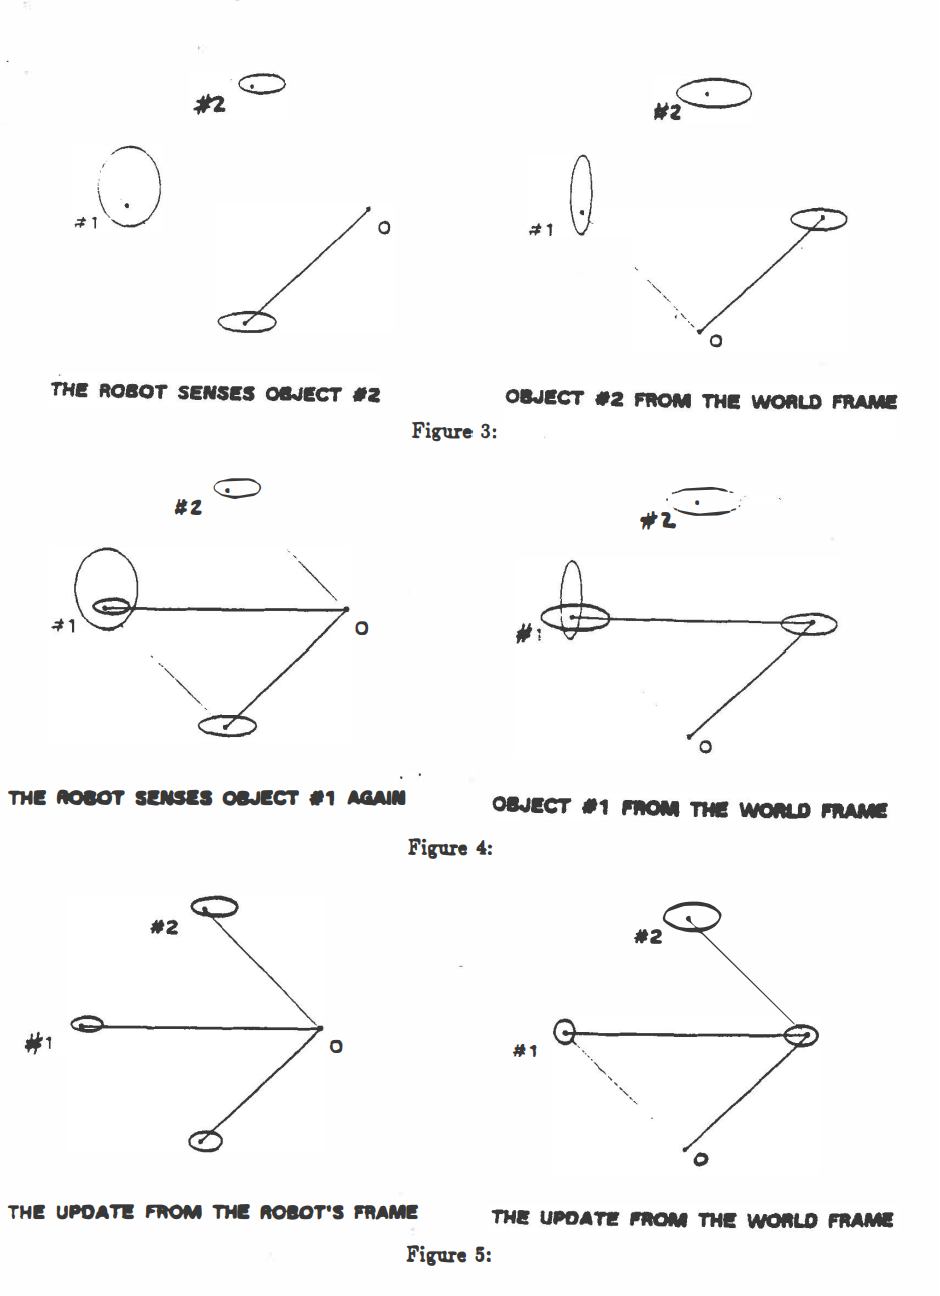 #2
#2
#1
O
#1
O
THE ROBOT SENSES OBJECT #2
OBJECT #2 FROM THE WORLD FRAME
Figure 3:
#2
#2
#1
O
#1
O
THE ROBOT SENSES OBJECT #1 AGAIN
OBJECT #1 FROM THE WORLD FRAME
Figure 4:
#2
#2
#1
O
#1
O
THE UPDATE FROM THE ROBOT'S FRAME
THE UPDATE FROM THE WORLD FRAME
Figure 5: